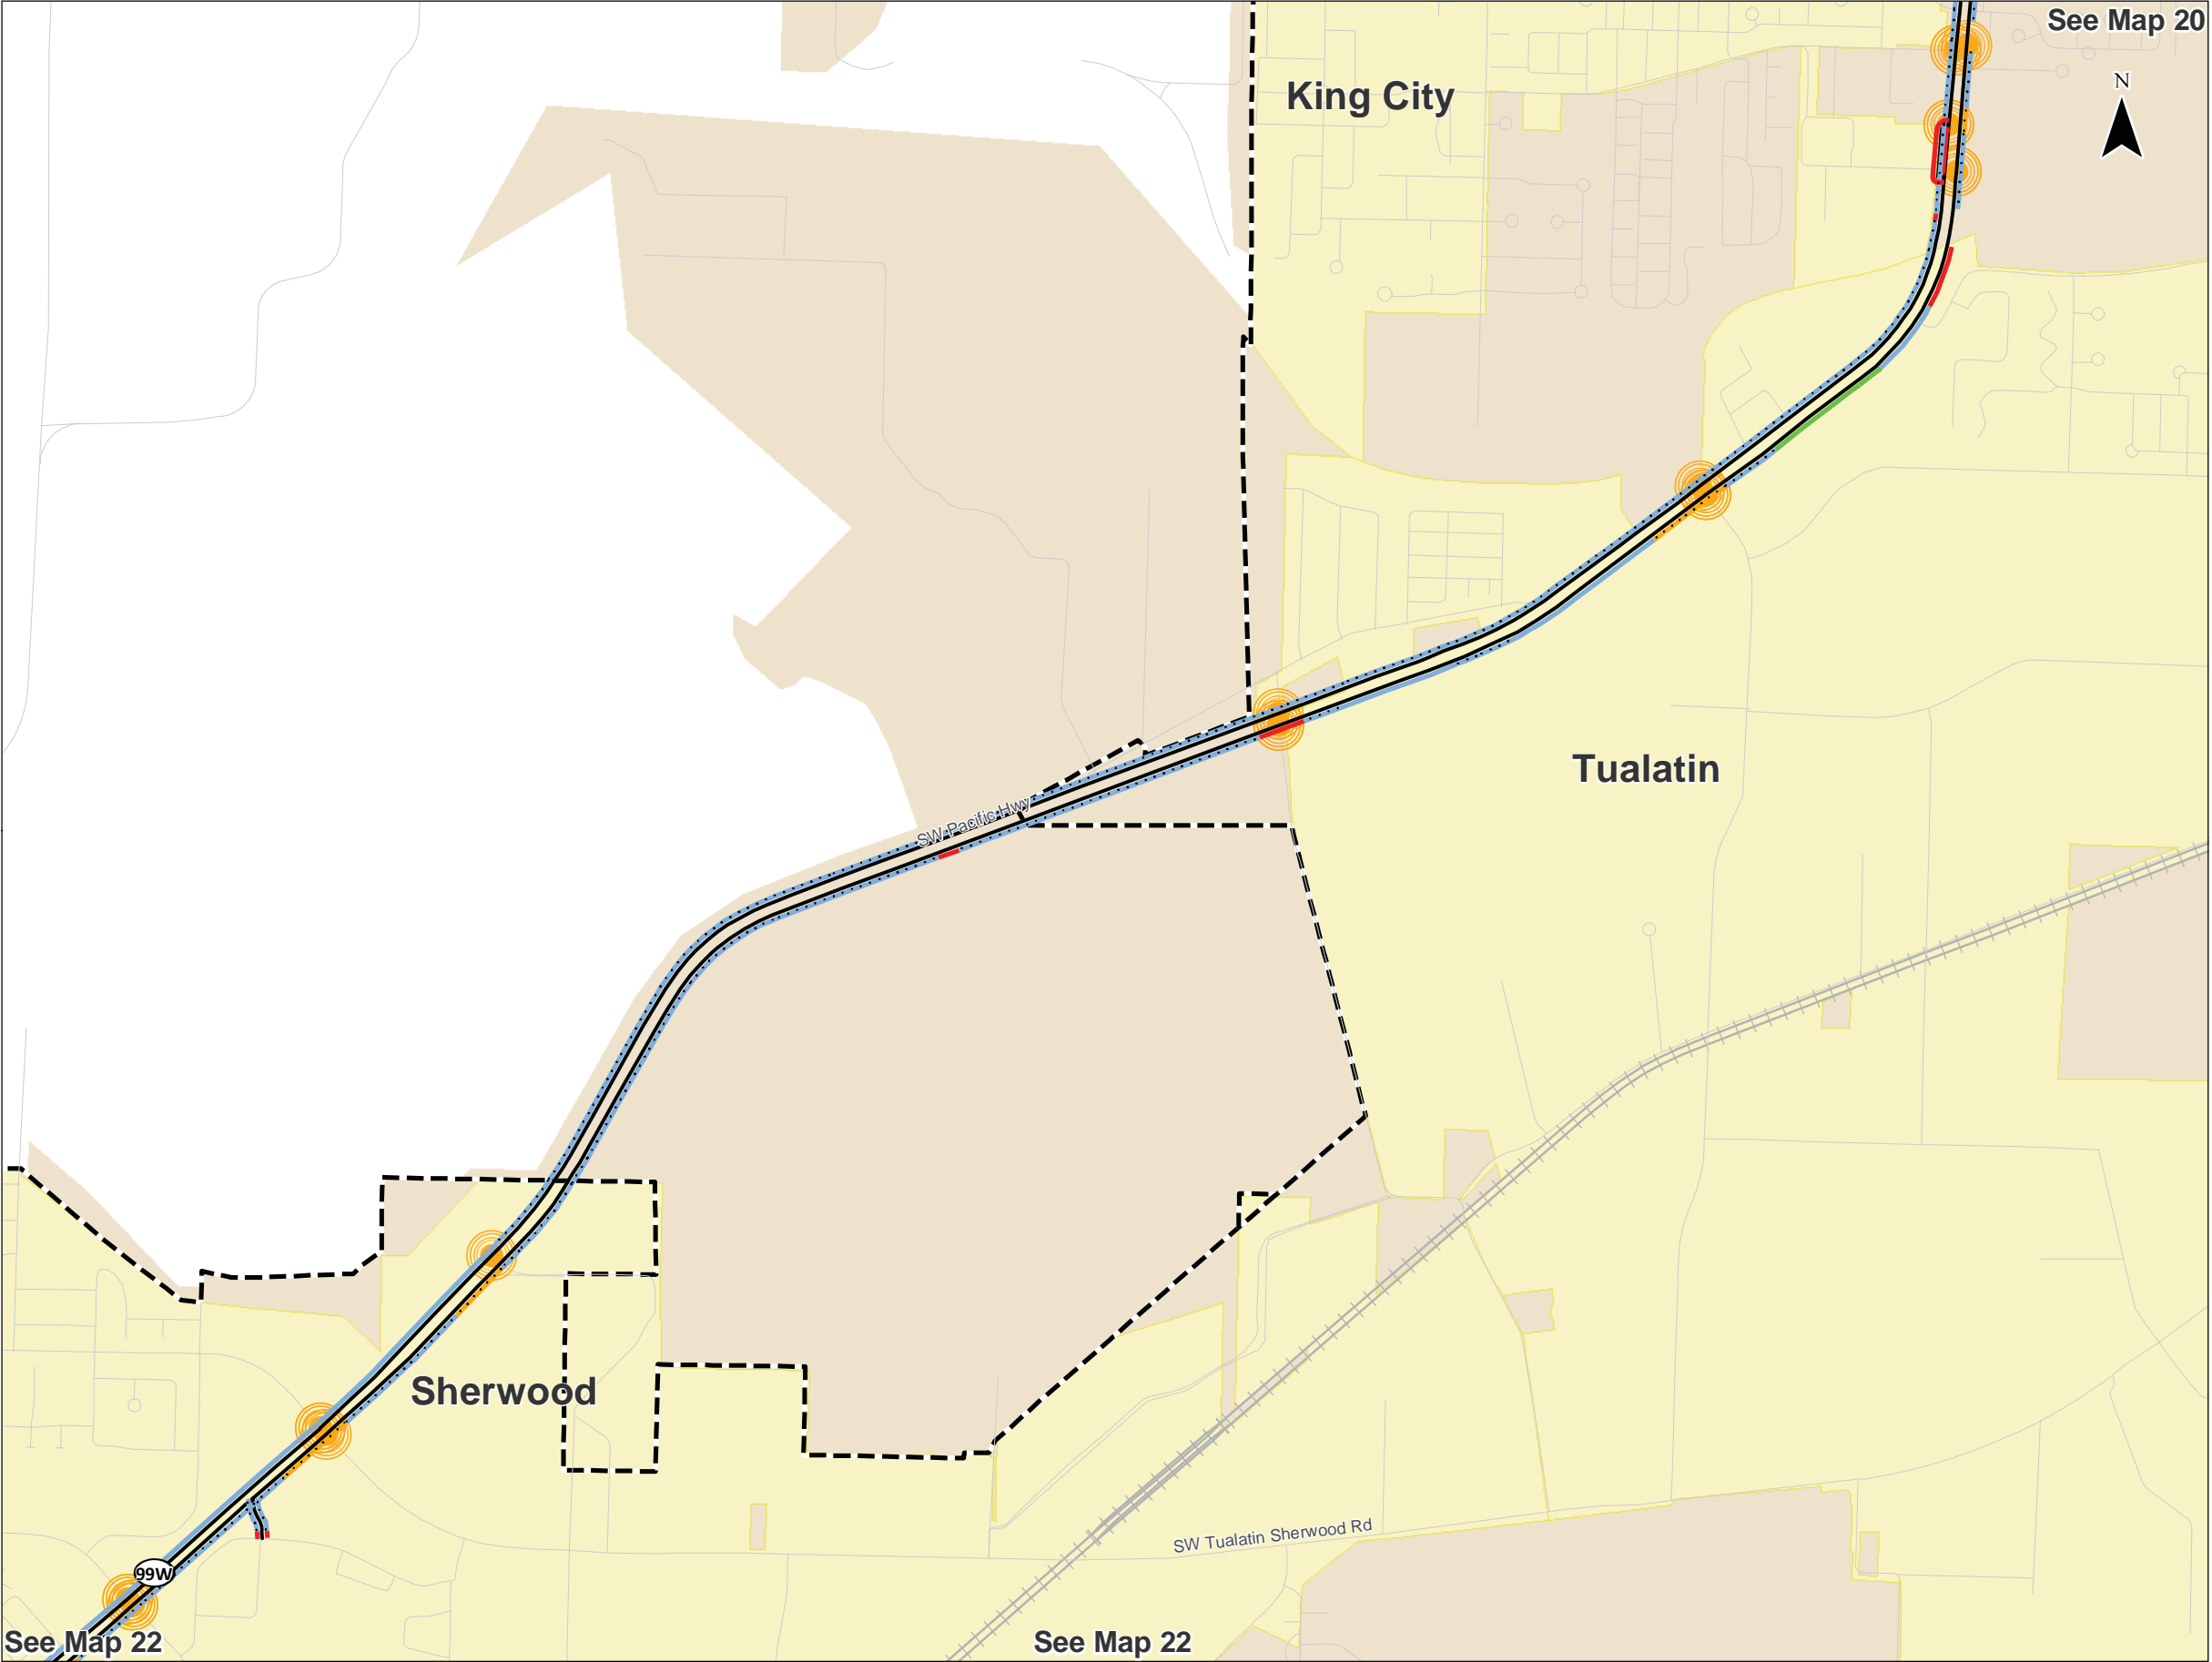 See Map 20
N
King City
Tualatin
SW Pacific Hwy
Sherwood
SW Tualatin Sherwood Rd
99W
See Map 22
See Map 22